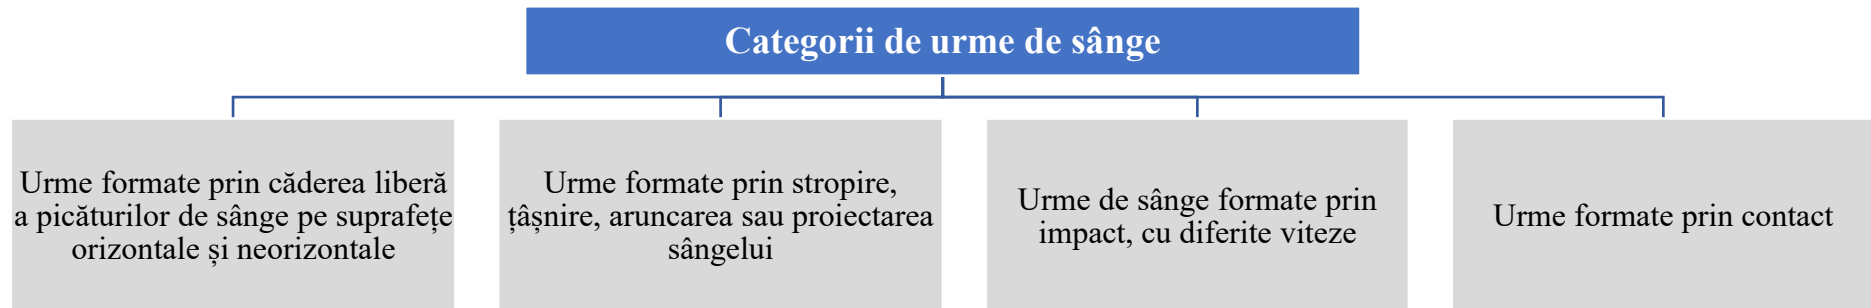 Categorii de urme de sânge
Urme formate prin căderea liberă
a picăturilor de sânge pe suprafețe
orizontale și neorizontale
Urme formate prin stropire,
țâșnire, aruncarea sau proiectarea
sângelui
Urme de sânge formate prin
impact, cu diferite viteze
Urme formate prin contact